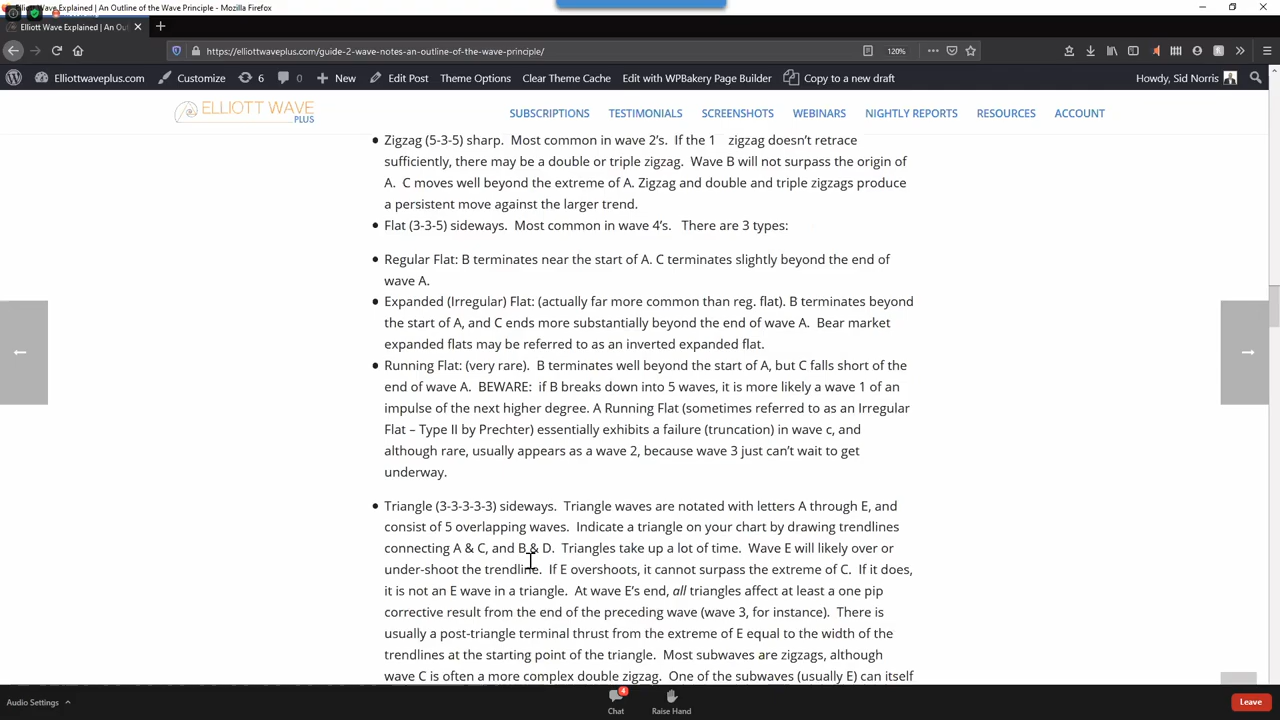 Elliott Wave Explained | An Outline of the Wave Principle - Mozilla Firefox
Elliott Wave Explained | An Out
https://elliottwaveplus.com/guide-2-wave-notes-an-outline-of-the-wave-principle/
120%
Elliottwaveplus.com Customize 6 0 New Edit Post Theme Options Clear Theme Cache Edit with WPBakery Page Builder Copy to a new draft Howdy, Sid Norris
ELLIOTT WAVE
PLUS
SUBSCRIPTIONS TESTIMONIALS SCREENSHOTS WEBINARS NIGHTLY REPORTS RESOURCES ACCOUNT
• Zigzag (5-3-5) sharp. Most common in wave 2’s. If the 1 zigzag doesn’t retrace
sufficiently, there may be a double or triple zigzag. Wave B will not surpass the origin of
A. C moves well beyond the extreme of A. Zigzag and double and triple zigzags produce
a persistent move against the larger trend.
• Flat (3-3-5) sideways. Most common in wave 4’s. There are 3 types:
• Regular Flat: B terminates near the start of A. C terminates slightly beyond the end of
wave A.
• Expanded (Irregular) Flat: (actually far more common than reg. flat). B terminates beyond
the start of A, and C ends more substantially beyond the end of wave A. Bear market
expanded flats may be referred to as an inverted expanded flat.
• Running Flat: (very rare). B terminates well beyond the start of A, but C falls short of the
end of wave A. BEWARE: if B breaks down into 5 waves, it is more likely a wave 1 of an
impulse of the next higher degree. A Running Flat (sometimes referred to as an Irregular
Flat – Type II by Prechter) essentially exhibits a failure (truncation) in wave c, and
although rare, usually appears as a wave 2, because wave 3 just can’t wait to get
underway.
• Triangle (3-3-3-3-3) sideways. Triangle waves are notated with letters A through E, and
consist of 5 overlapping waves. Indicate a triangle on your chart by drawing trendlines
connecting A & C, and B & D. Triangles take up a lot of time. Wave E will likely over or
under-shoot the trendline. If E overshoots, it cannot surpass the extreme of C. If it does,
it is not an E wave in a triangle. At wave E’s end, all triangles affect at least a one pip
corrective result from the end of the preceding wave (wave 3, for instance). There is
usually a post-triangle terminal thrust from the extreme of E equal to the width of the
trendlines at the starting point of the triangle. Most subwaves are zigzags, although
wave C is often a more complex double zigzag. One of the subwaves (usually E) can itself
Audio Settings
4
Chat
Raise Hand
Leave